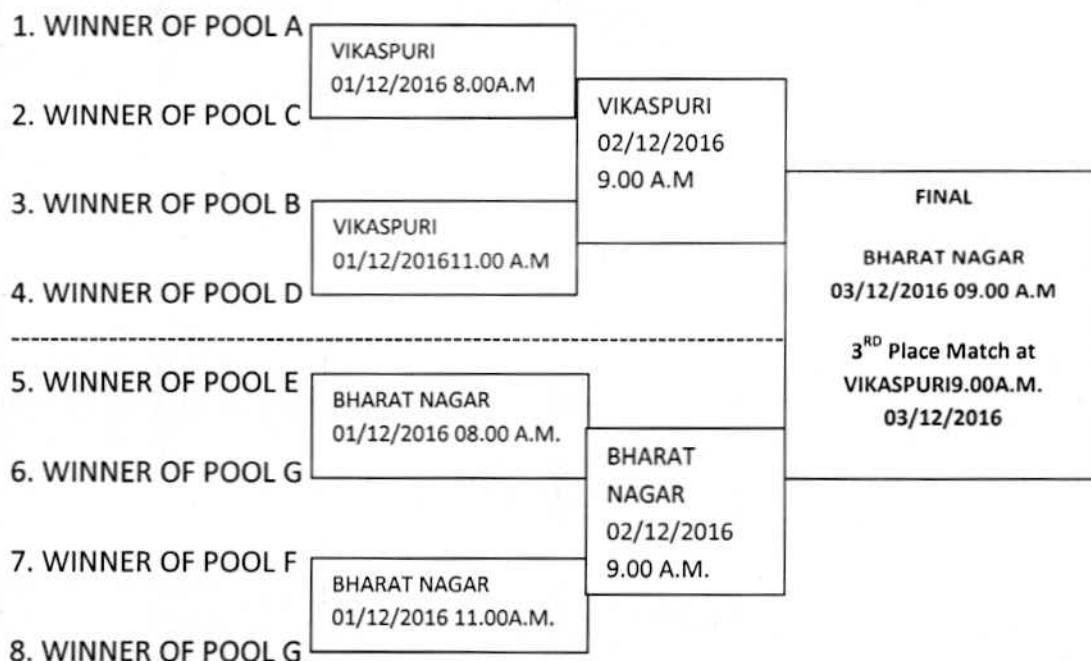 1. WINNER OF POOL A
VIKASPURI
01/12/2016 8.00A.M
2. WINNER OF POOL C
VIKASPURI
02/12/2016
9.00 A.M
3. WINNER OF POOL B
VIKASPURI
01/12/201611.00 A.M
4. WINNER OF POOL D
FINAL
BHARAT NAGAR
03/12/2016 09.00 A.M
3RD Place Match at
VIKASPURI9.00A.M.
03/12/2016
5. WINNER OF POOL E
BHARAT NAGAR
01/12/2016 08.00 A.M.
6. WINNER OF POOL G
BHARAT
NAGAR
02/12/2016
9.00 A.M.
7. WINNER OF POOL F
BHARAT NAGAR
01/12/2016 11.00A.M.
8. WINNER OF POOL G